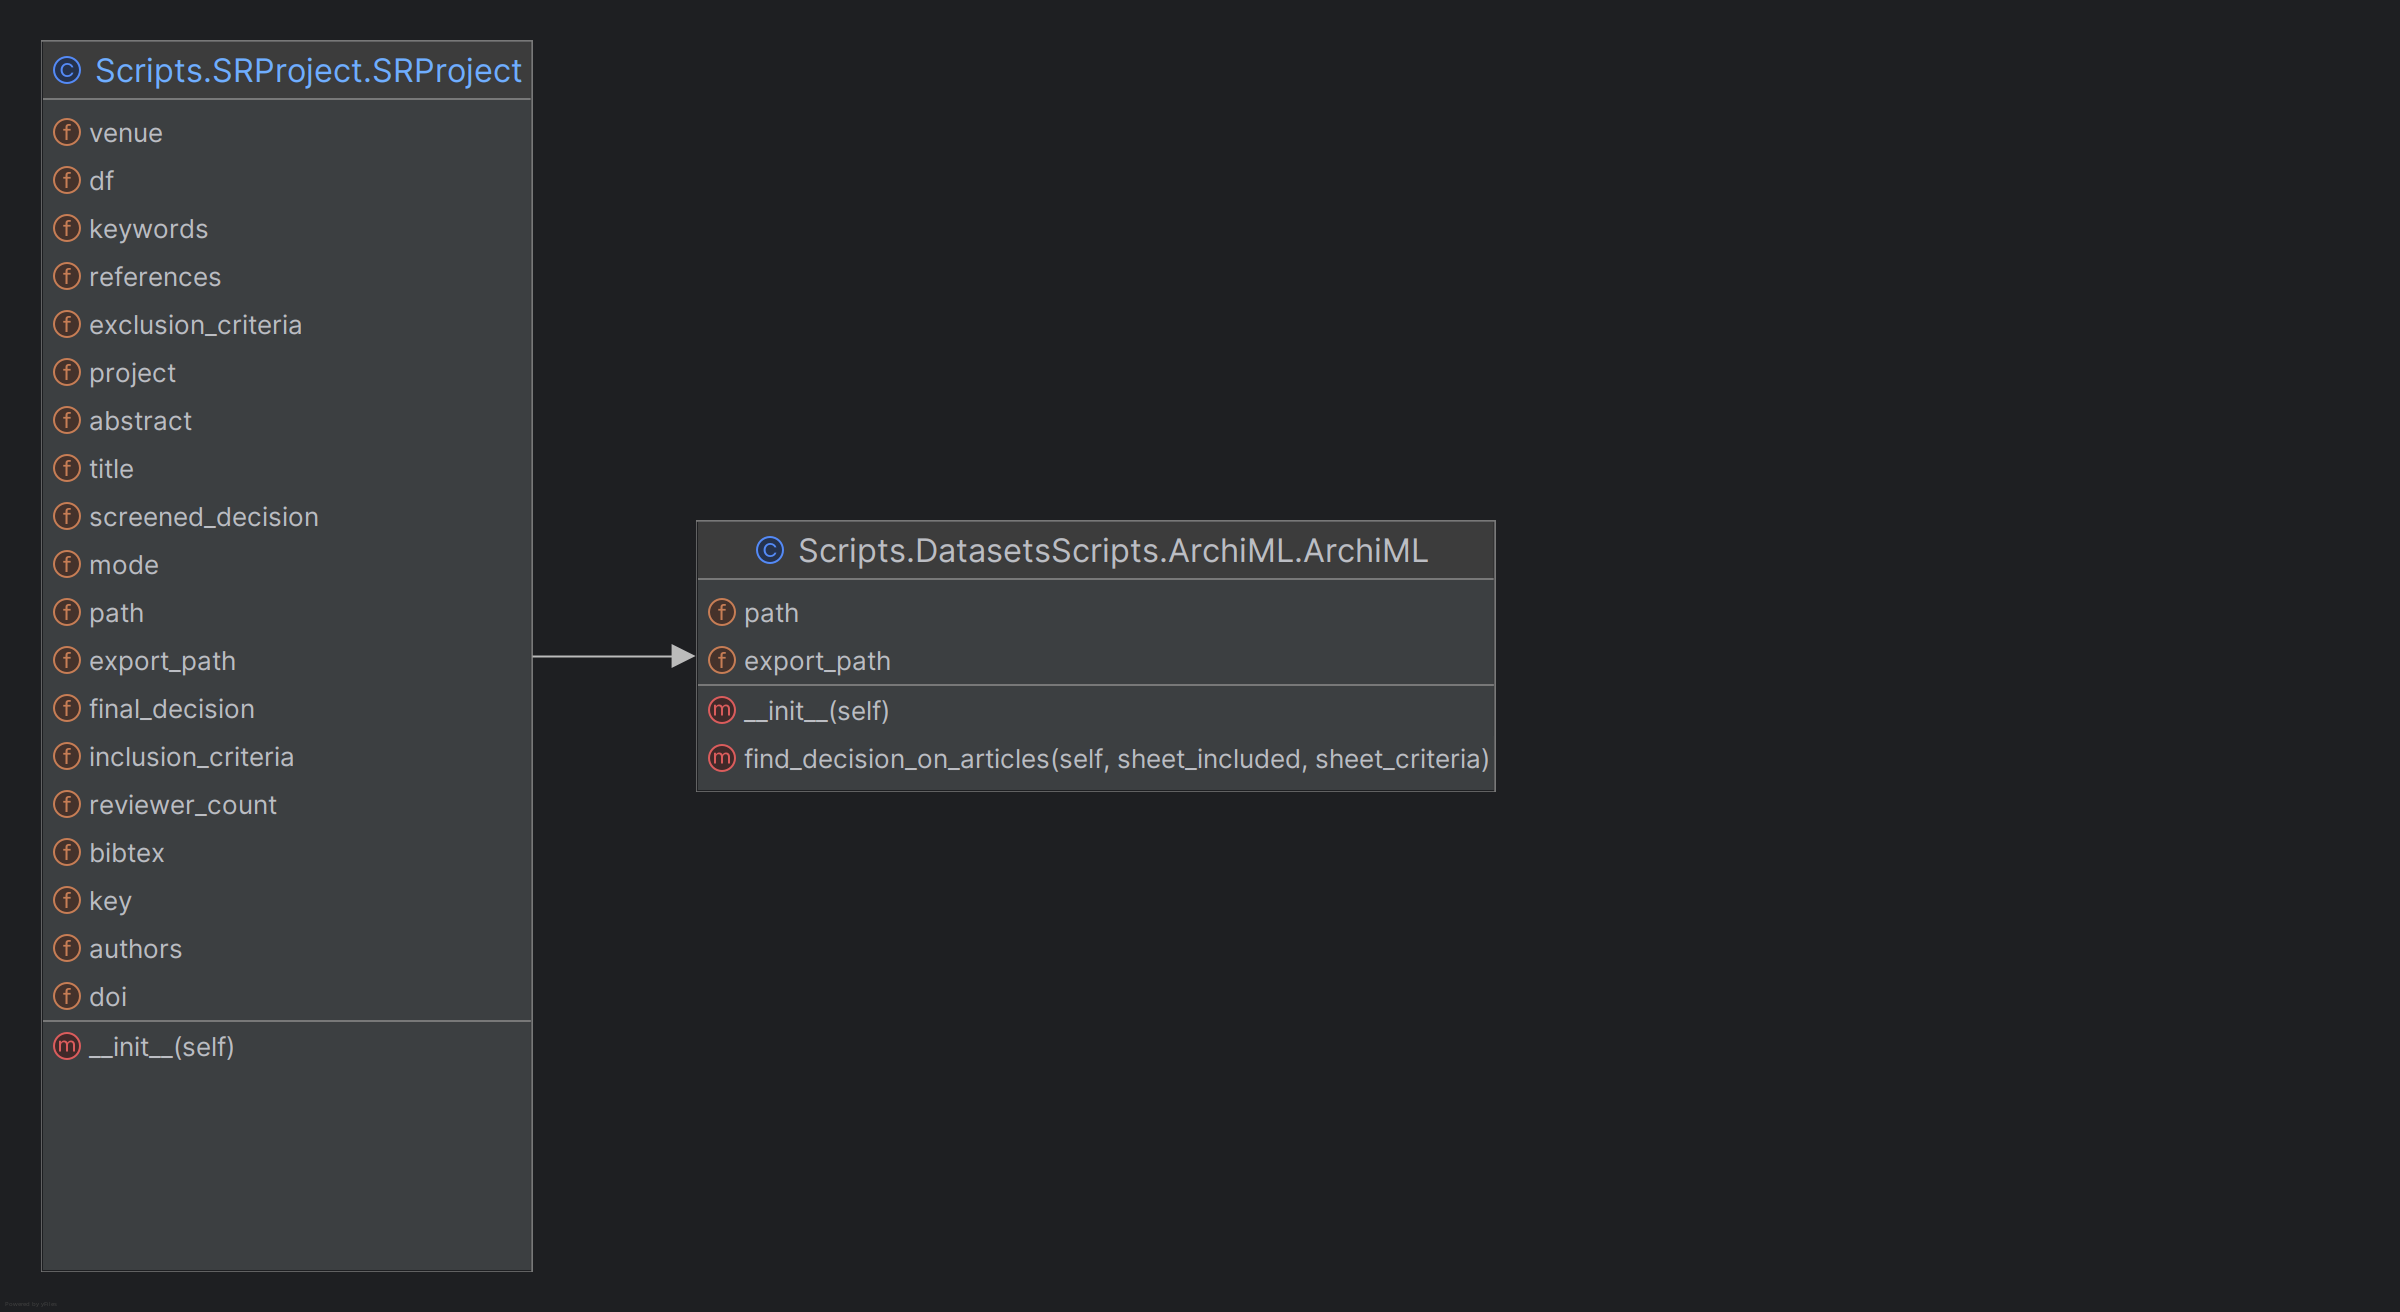 Scripts.SRProject.SRProject
venue
df
keywords
references
exclusion_criteria
project
abstract
title
screened_decision
mode
path
export_path
final_decision
inclusion_criteria
reviewer_count
bibtex
key
authors
doi
__init__(self)
Scripts.DatasetsScripts.ArchiML.ArchiML
path
export_path
__init__(self)
find_decision_on_articles(self, sheet_included, sheet_criteria)